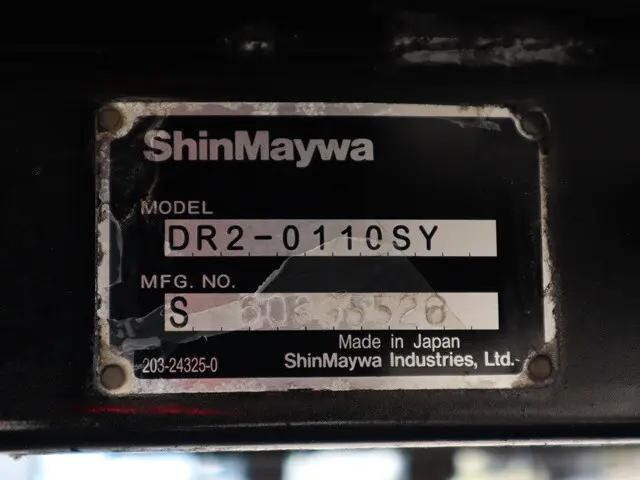 ShinMaywa
MODEL
DR2-0110SY
MFG. NO.
S
Made in Japan
203-24325-0
ShinMaywa Industries, Ltd.